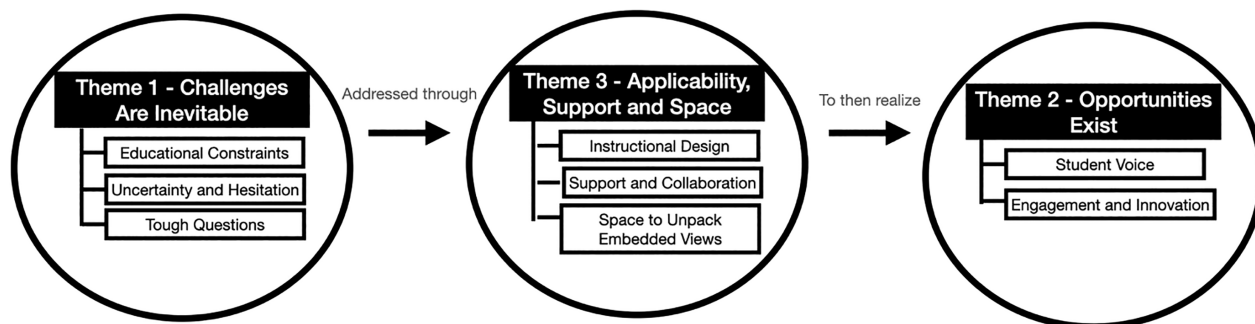 Theme 1 - Challenges
Are Inevitable
Educational Constraints
Uncertainty and Hesitation
Tough Questions
Addressed through
Theme 3 - Applicability,
Support and Space
Instructional Design
Support and Collaboration
Space to Unpack
Embedded Views
To then realize
Theme 2 - Opportunities
Exist
Student Voice
Engagement and Innovation